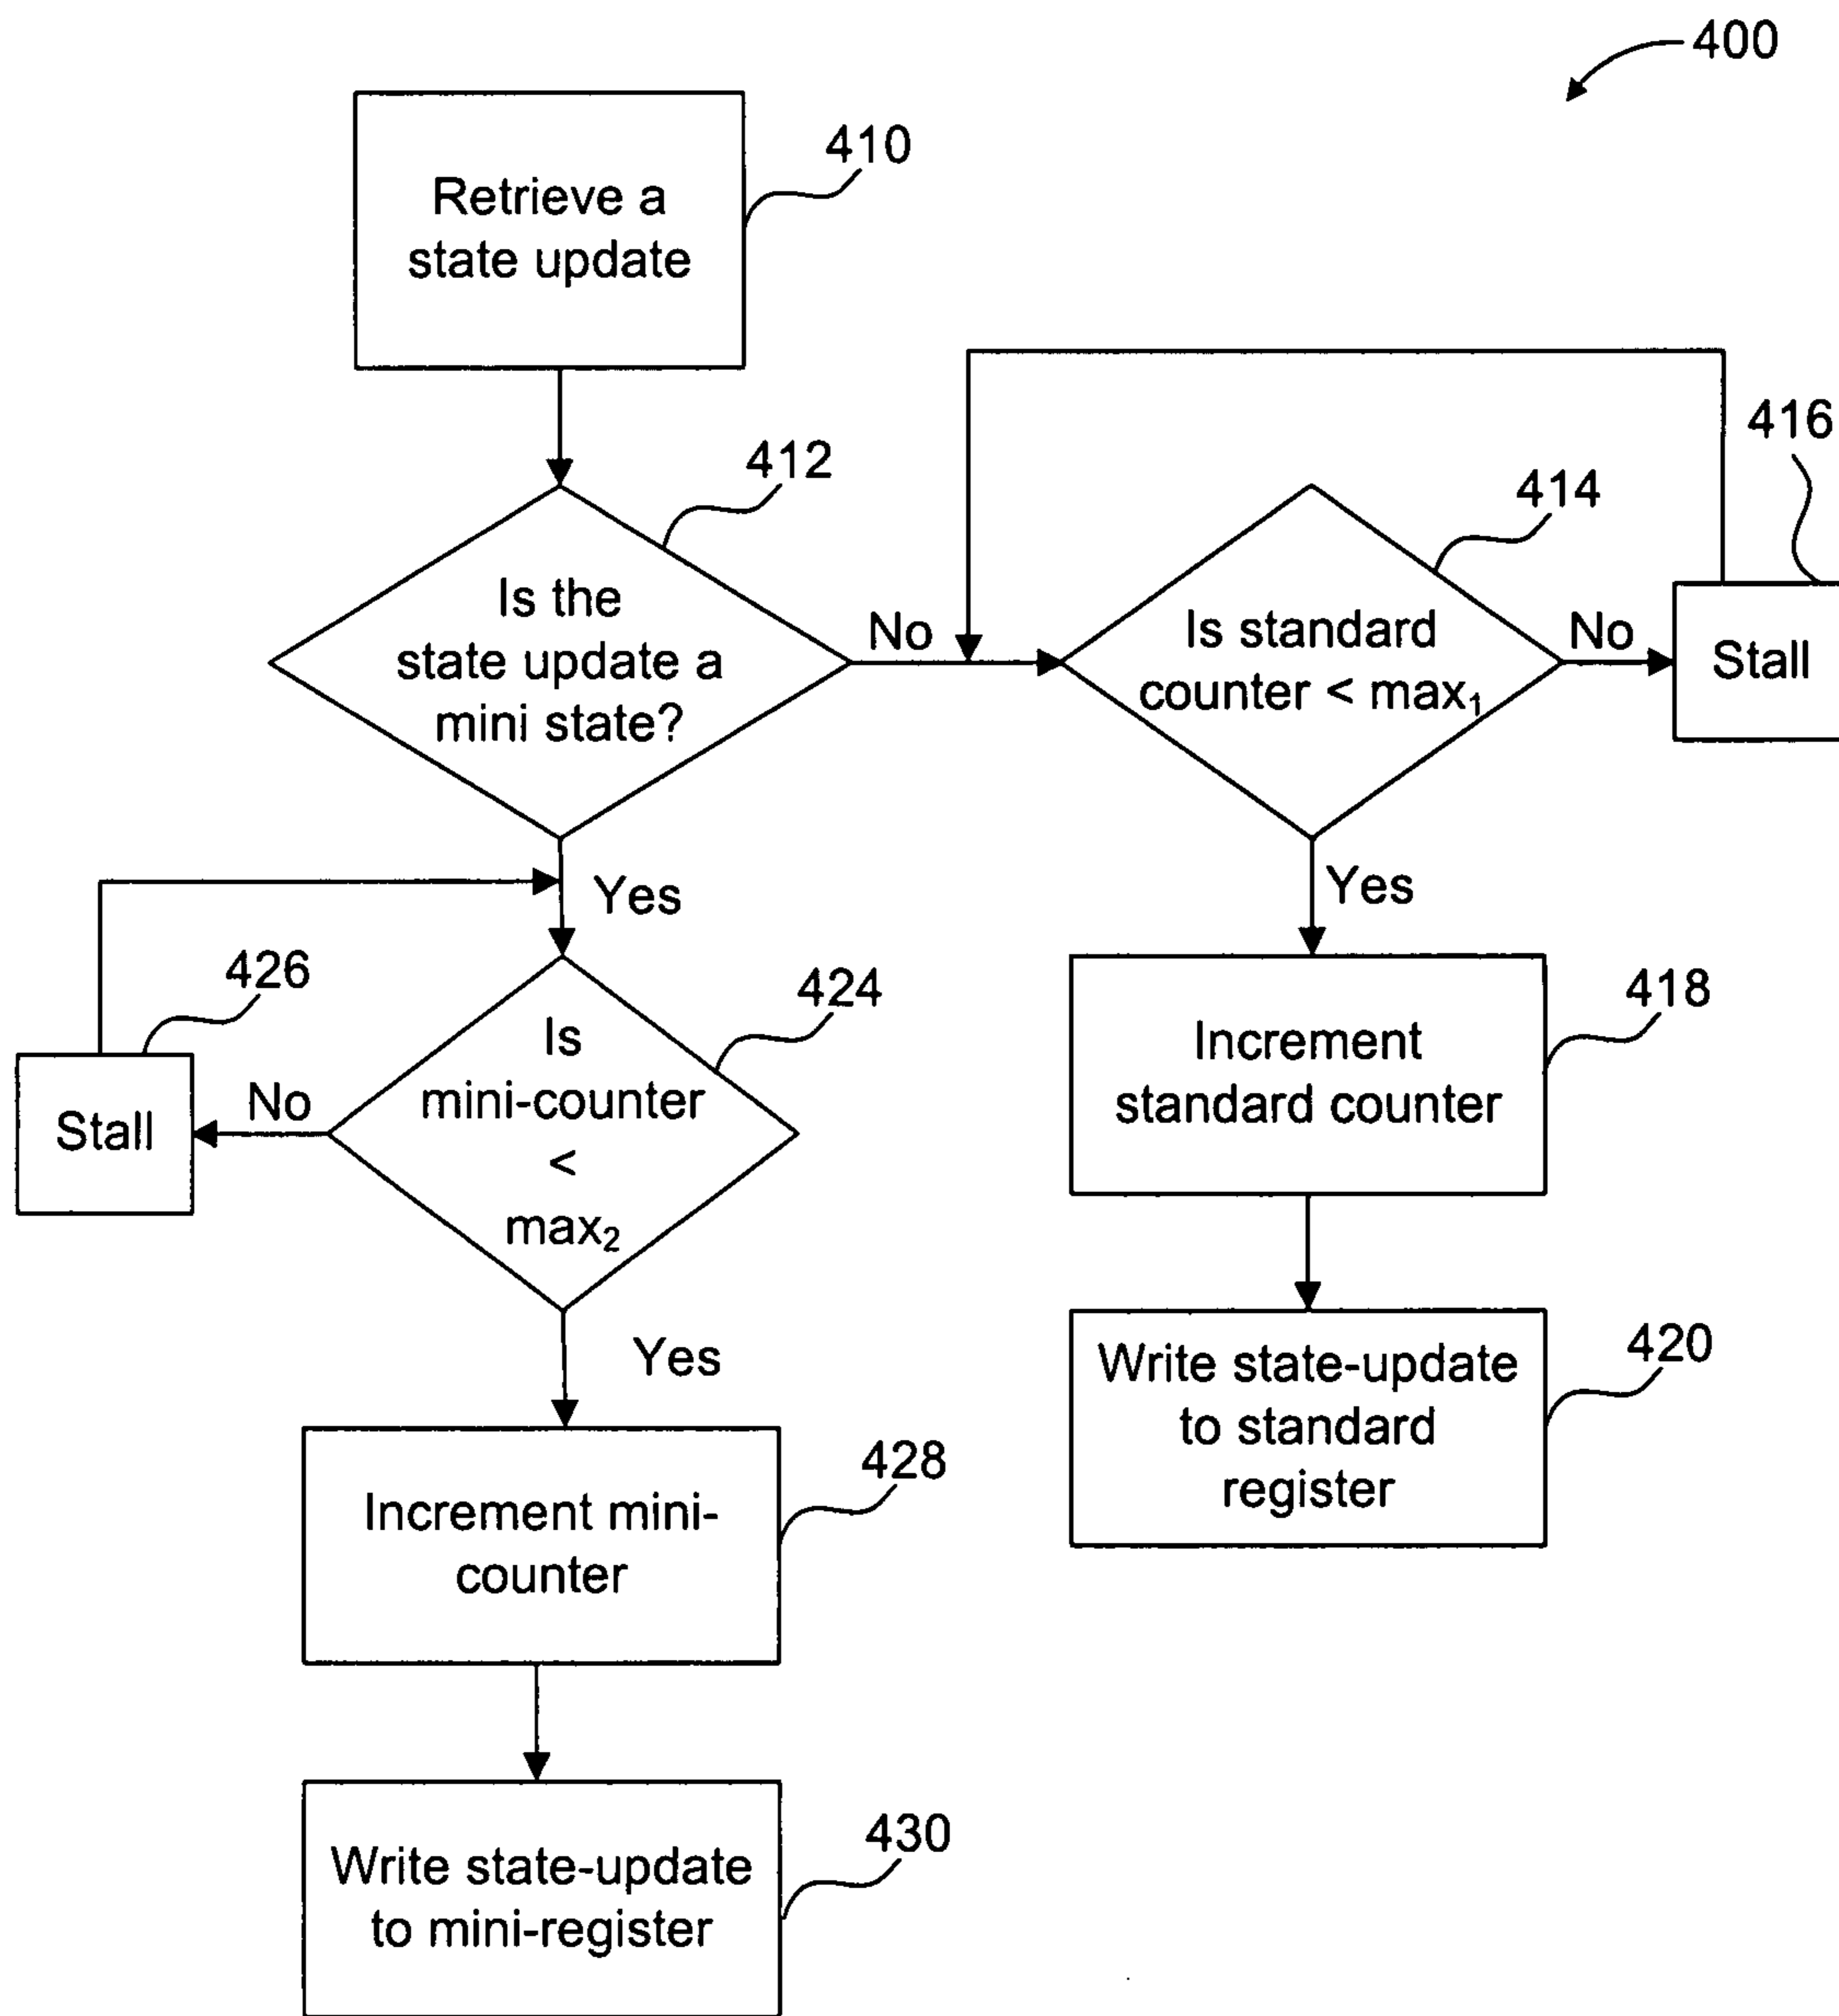 400
410
Retrieve a
state update
412
Is the
state update a
mini state?
No
414
Is standard
counter < max₁
No
416
Stall
Yes
Yes
426
Stall
No
424
Is
mini-counter
<
max₂
418
Increment
standard counter
Yes
420
Write state-update
to standard
register
428
Increment mini-
counter
430
Write state-update
to mini-register